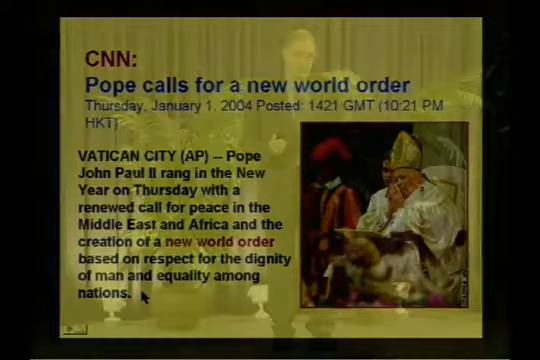 CNN:
Pope calls for a new world order
Thursday, January 1, 2004 Posted: 1421 GMT (10:21 PM
HKT)
VATICAN CITY (AP) -- Pope
John Paul II rang in the New
Year on Thursday with a
renewed call for peace in the
Middle East and Africa and the
creation of a new world order
based on respect for the dignity
of man and equality among
nations.